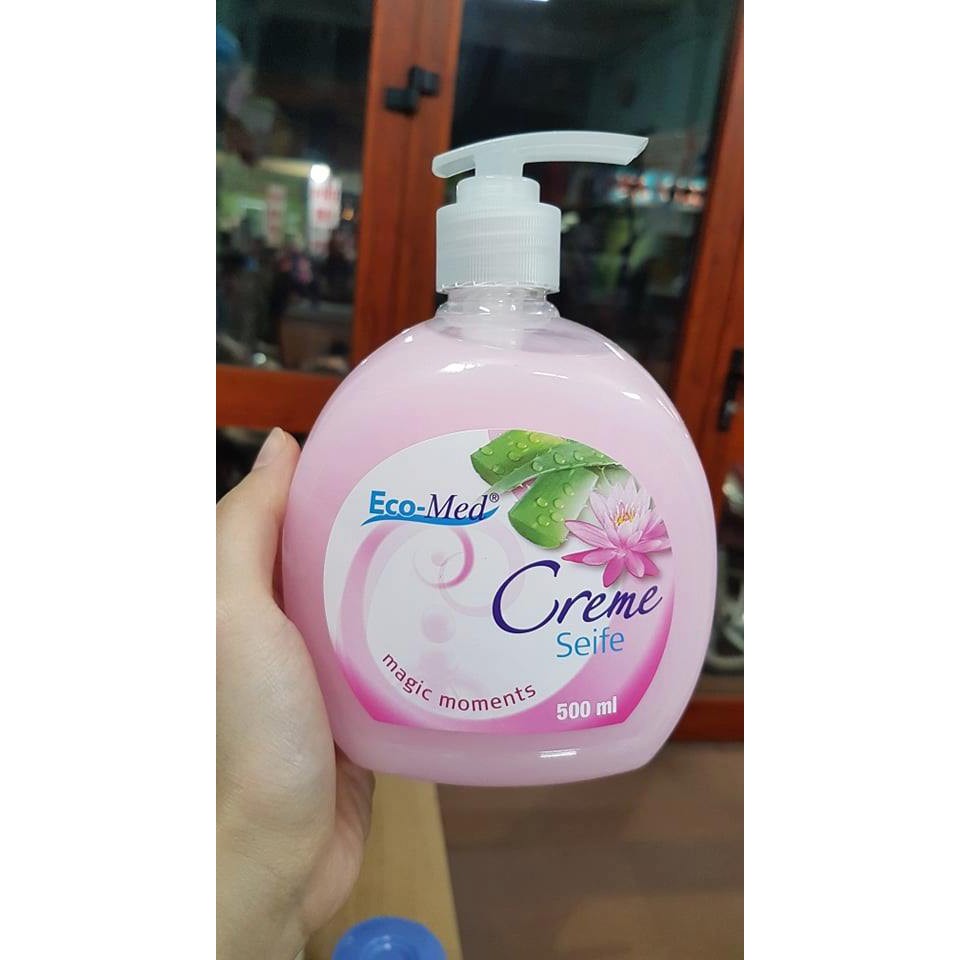 Eco-Med®
Creme
Seife
magic moments
500 ml